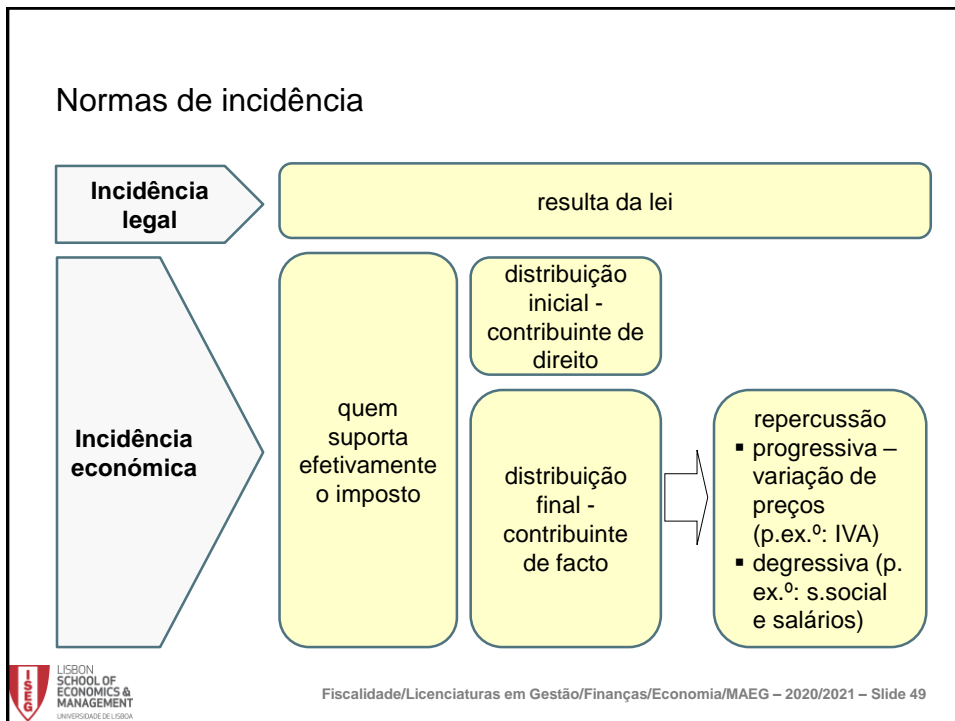 Normas de incidência
Incidência
legal
resulta da lei
Incidência
económica
quem
suporta
efetivamente
o imposto
distribuição
inicial -
contribuinte de
direito
distribuição
final -
contribuinte
de facto
repercussão
▪ progressiva –
variação de
preços
(p.ex.º: IVA)
▪ degressiva (p.
ex.º: s.social
e salários)
ISEG
LISBON
SCHOOL OF
ECONOMICS &
MANAGEMENT
UNIVERSIDADE DE LISBOA
Fiscalidade/Licenciaturas em Gestão/Finanças/Economia/MAEG – 2020/2021 – Slide 49